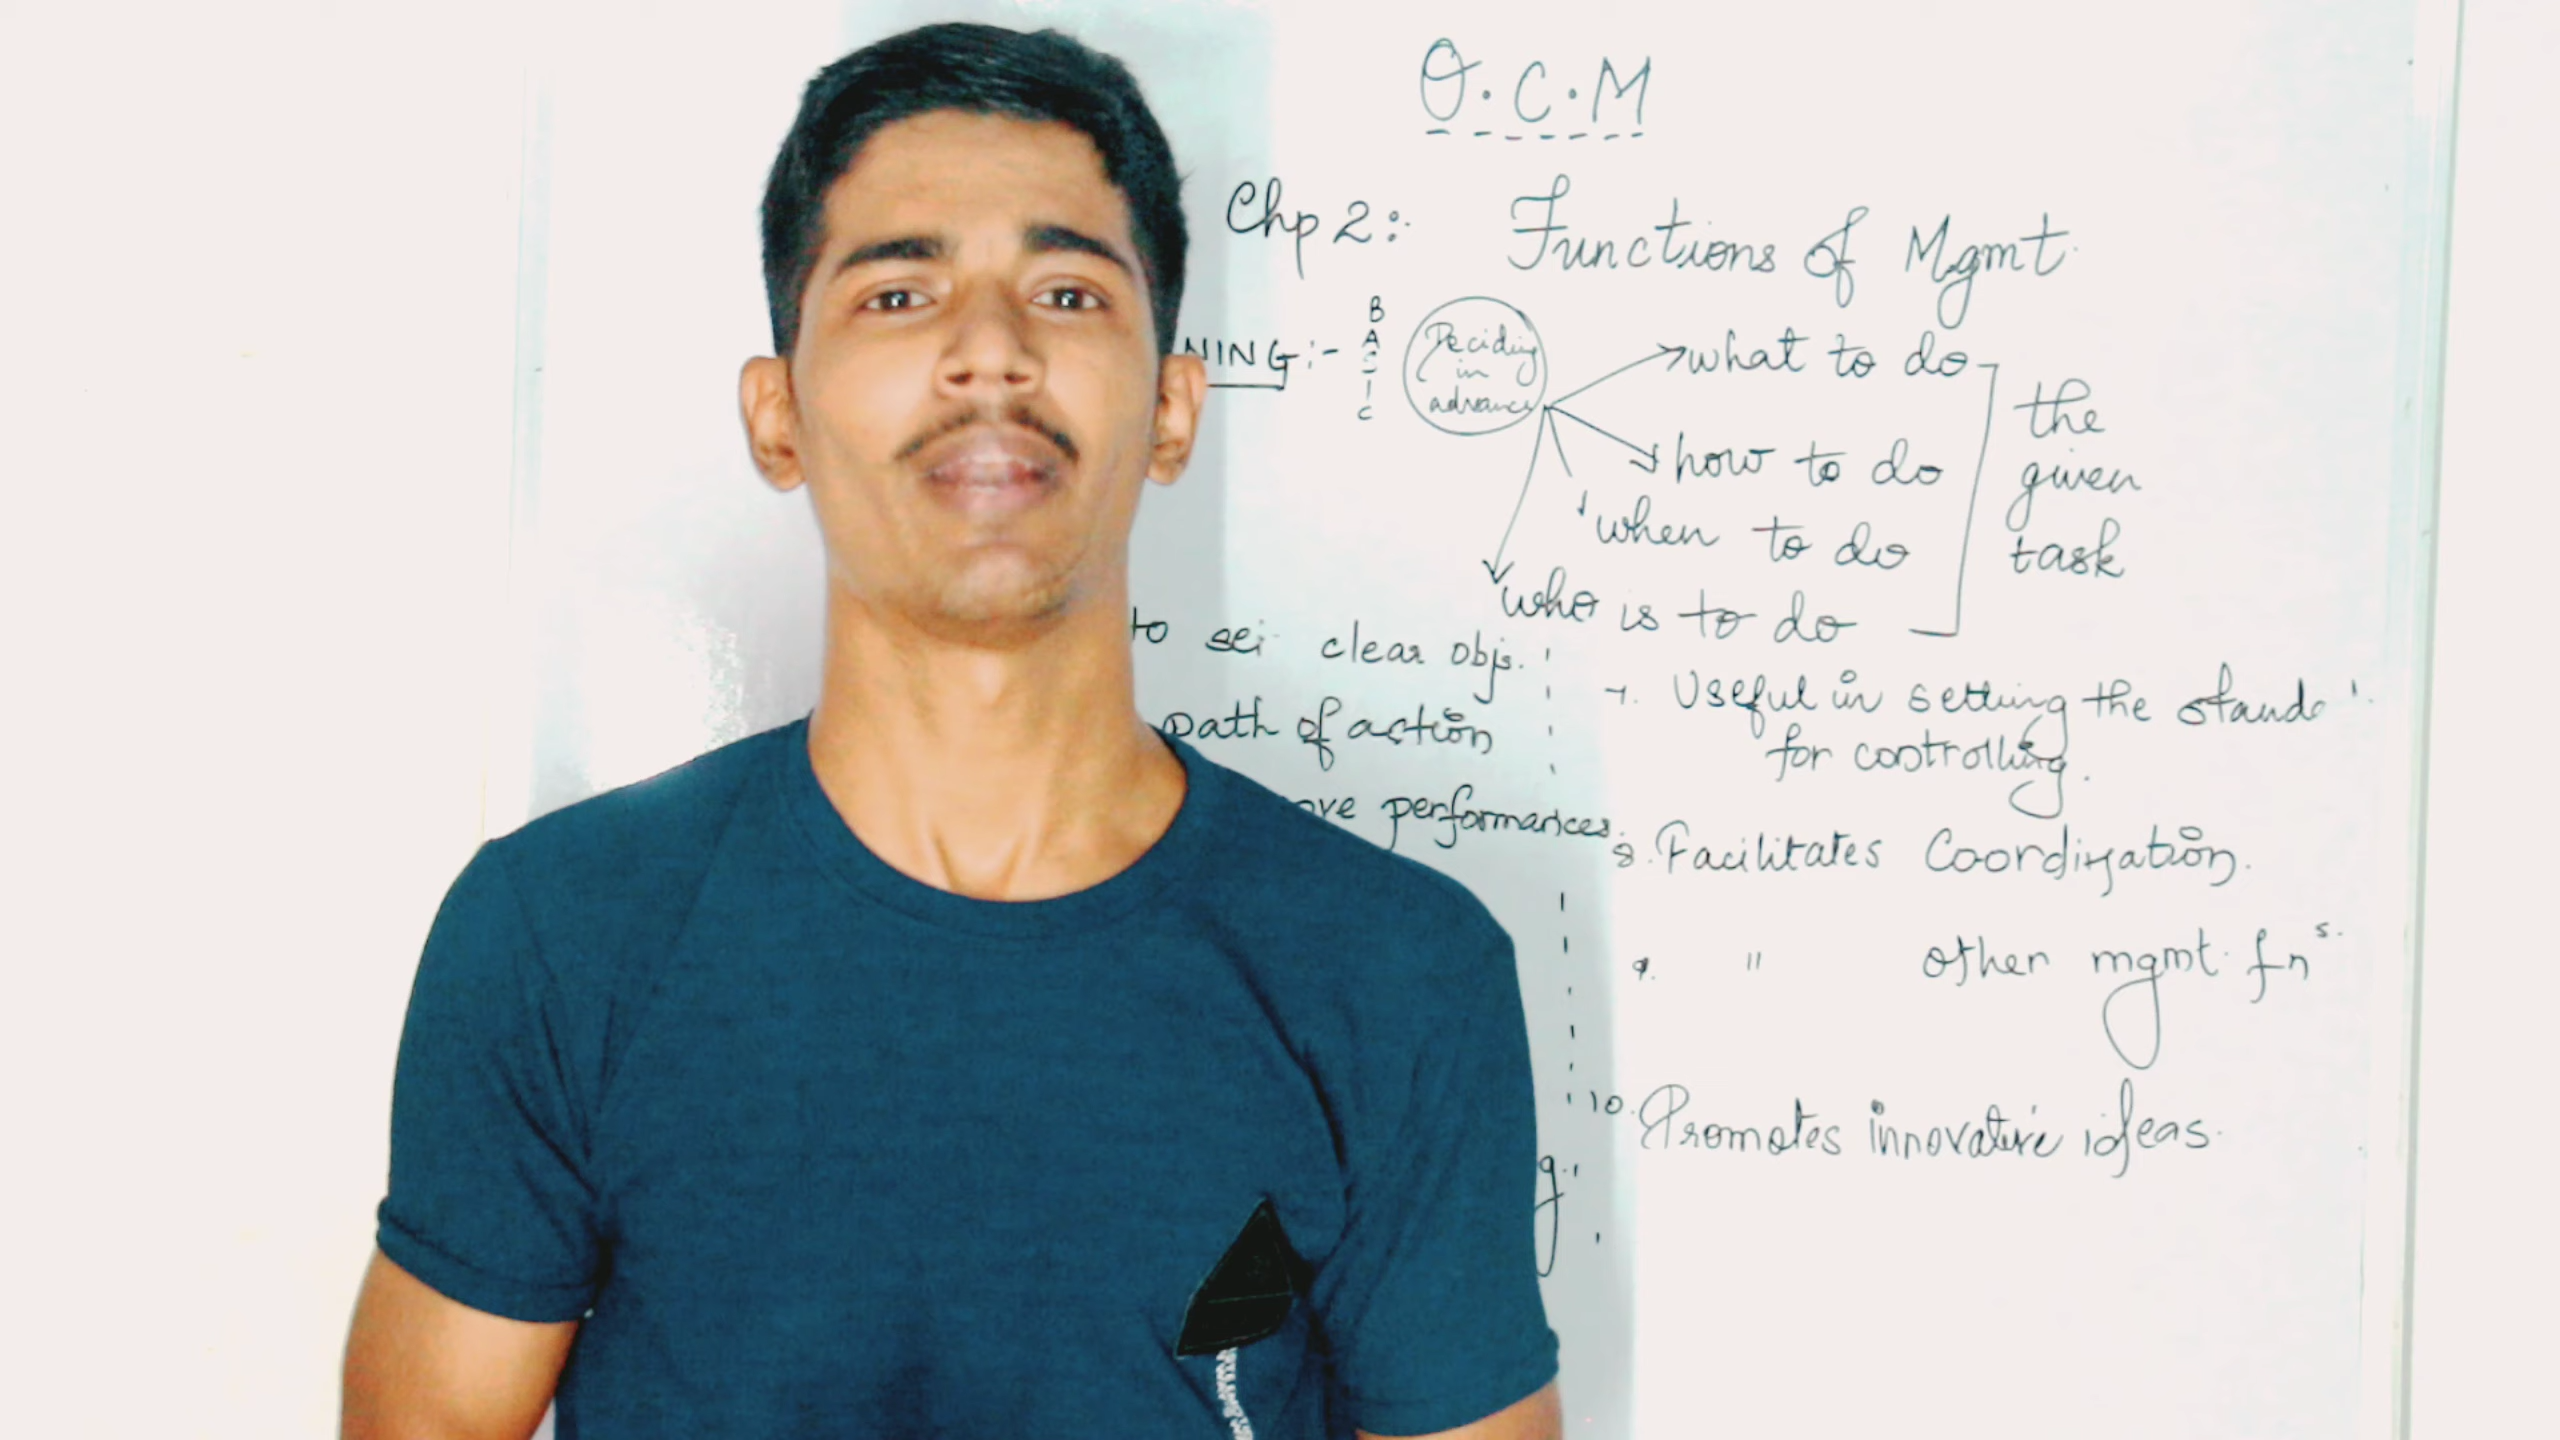 O.C.M
Chp 2:
Functions of Mgmt.
NING:-
BASIC
Deciding
in
advance
what to do
how to do
when to do
who is to do
the
given
task
to clear objs.
path of action
performances
Useful in setting the
for controlling.
8. Facilitates Coordination.
9. " other mgmt. fns.
10. Promotes innovative ideas.